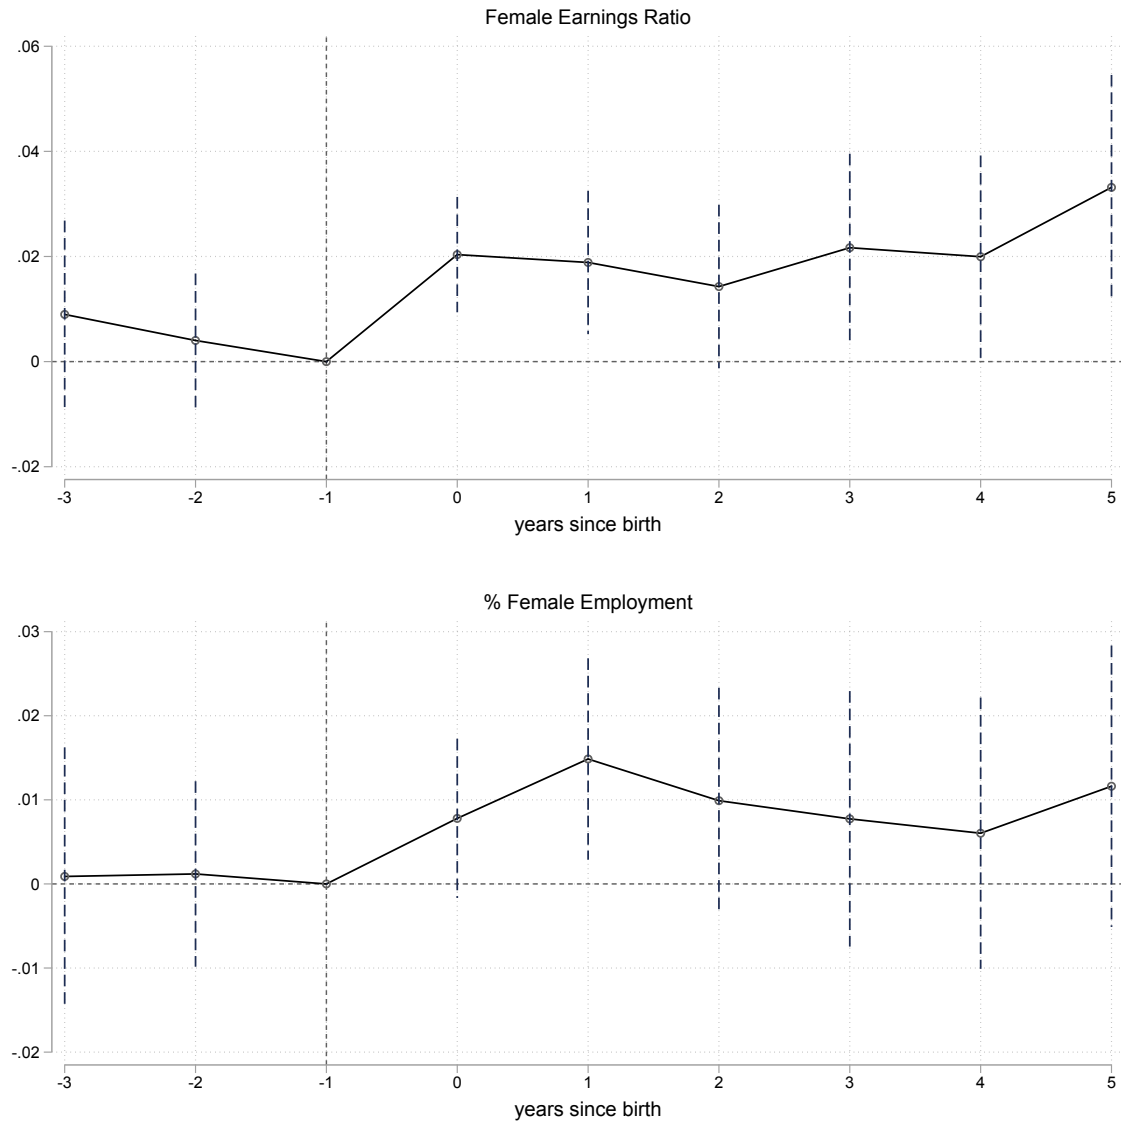 Female Earnings Ratio
.06
.04
.02
0
-.02
-3 -2 -1 0 1 2 3 4 5
years since birth
% Female Employment
.03
.02
.01
0
-.01
-.02
-3 -2 -1 0 1 2 3 4 5
years since birth